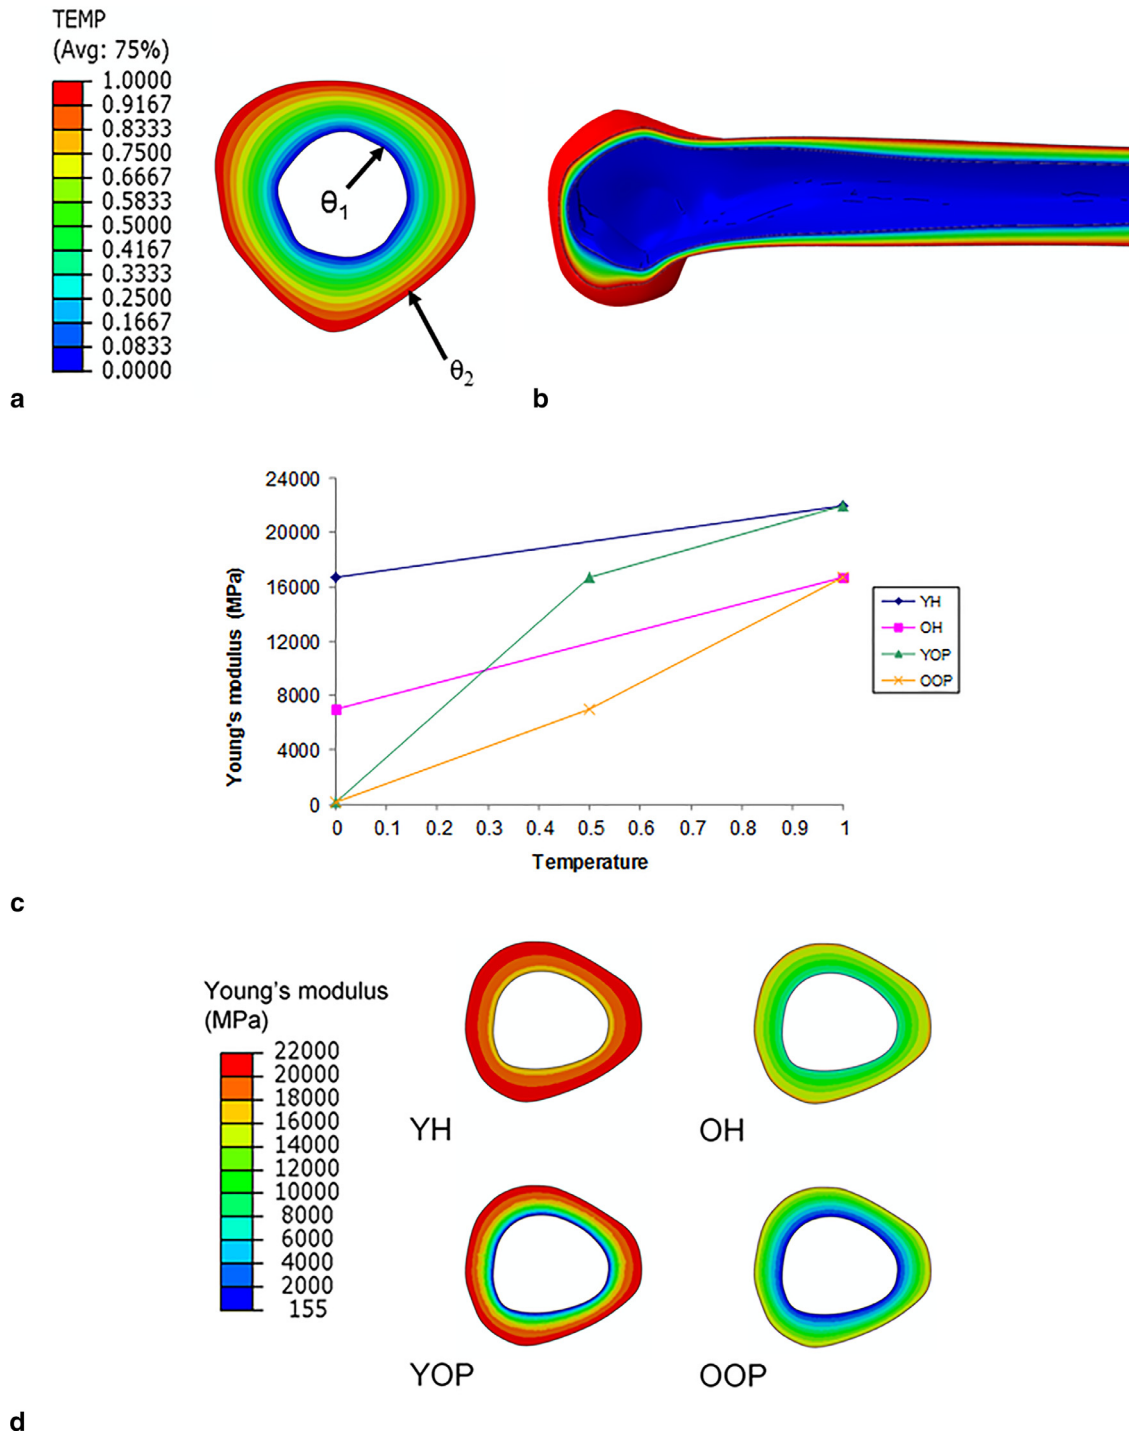 TEMP
(Avg: 75%)
1.0000
0.9167
0.8333
0.7500
0.6667
0.5833
0.5000
0.4167
0.3333
0.2500
0.1667
0.0833
0.0000
θ1
θ2
a
b
24000
20000
16000
12000
8000
4000
0
Young's modulus (MPa)
0 0.1 0.2 0.3 0.4 0.5 0.6 0.7 0.8 0.9 1
Temperature
YH
OH
YOP
OOP
c
Young's modulus
(MPa)
22000
20000
18000
16000
14000
12000
10000
8000
6000
4000
2000
155
YH
OH
YOP
OOP
d